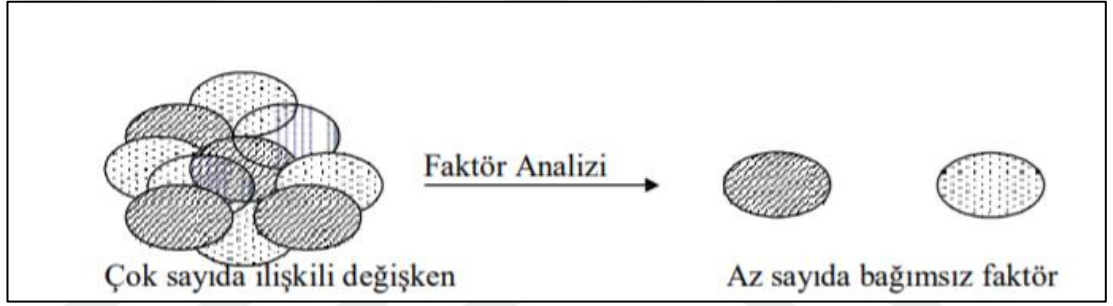 Faktör Analizi
Çok sayıda ilişkili değişken
Az sayıda bağımsız faktör